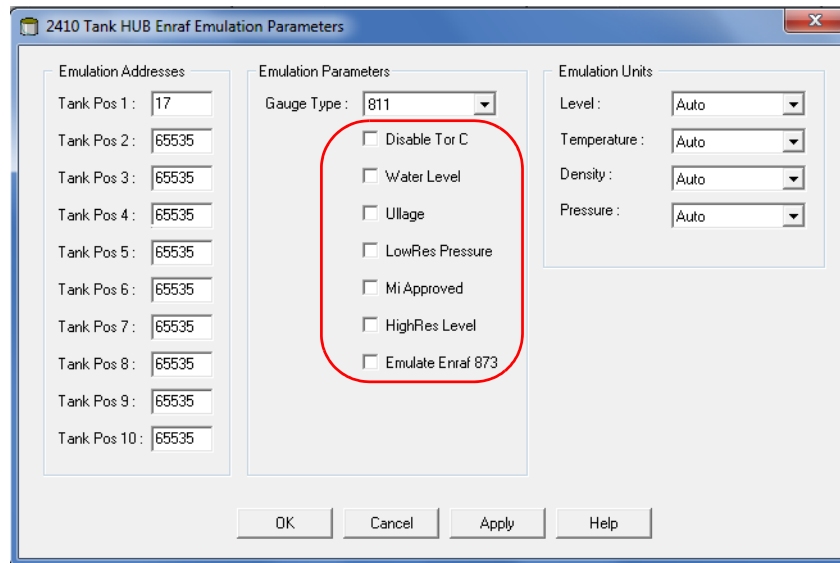 2410 Tank HUB Enraf Emulation Parameters
Emulation Addresses
Tank Pos 1 : 17
Tank Pos 2 : 65535
Tank Pos 3 : 65535
Tank Pos 4 : 65535
Tank Pos 5 : 65535
Tank Pos 6 : 65535
Tank Pos 7 : 65535
Tank Pos 8 : 65535
Tank Pos 9 : 65535
Tank Pos 10 : 65535
Emulation Parameters
Gauge Type : 811
Disable T or C
Water Level
Ullage
LowRes Pressure
Mi Approved
HighRes Level
Emulate Enraf 873
Emulation Units
Level : Auto
Temperature : Auto
Density : Auto
Pressure : Auto
OK Cancel Apply Help